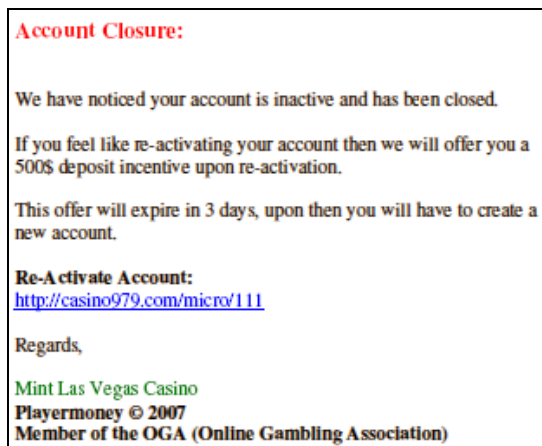 Account Closure:
We have noticed your account is inactive and has been closed.
If you feel like re-activating your account then we will offer you a
500$ deposit incentive upon re-activation.
This offer will expire in 3 days, upon then you will have to create a
new account.
Re-Activate Account:
http://casino979.com/micro/111
Regards,
Mint Las Vegas Casino
Playermoney © 2007
Member of the OGA (Online Gambling Association)